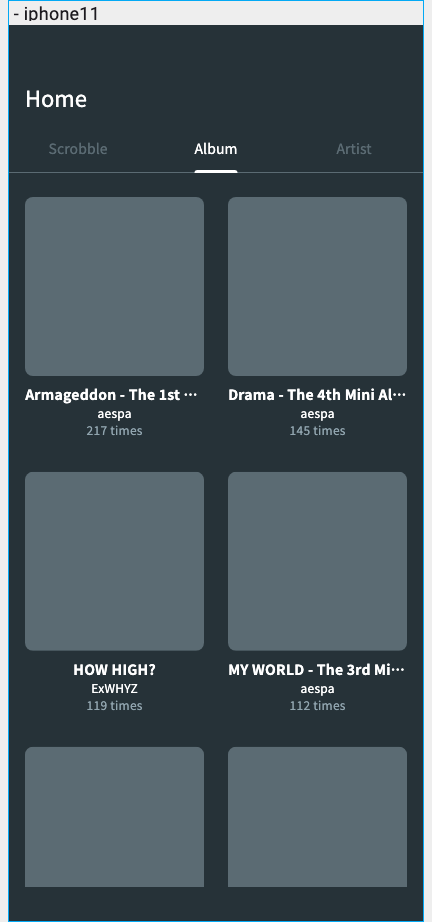 - iphone11
Home
Scrobble
Album
Artist
Armageddon - The 1st ···
aespa
217 times
Drama - The 4th Mini Al···
aespa
145 times
HOW HIGH?
ExWHYZ
119 times
MY WORLD - The 3rd Mi···
aespa
112 times